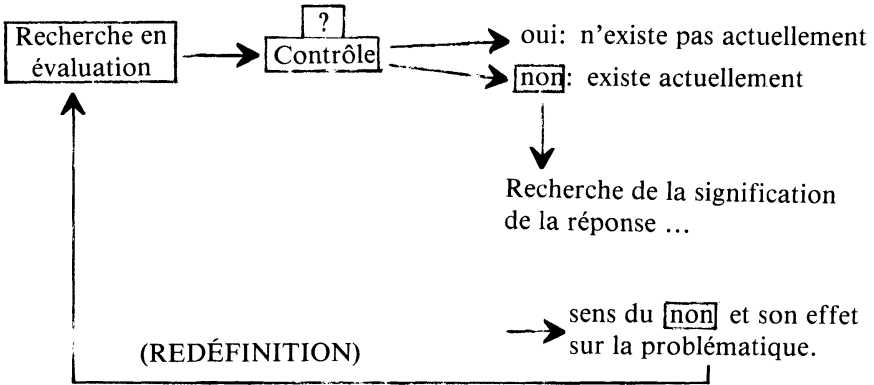 ?
Recherche en
évaluation
Contrôle
oui: n'existe pas actuellement
non: existe actuellement
Recherche de la signification
de la réponse ...
sens du non et son effet
sur la problématique.
(REDÉFINITION)